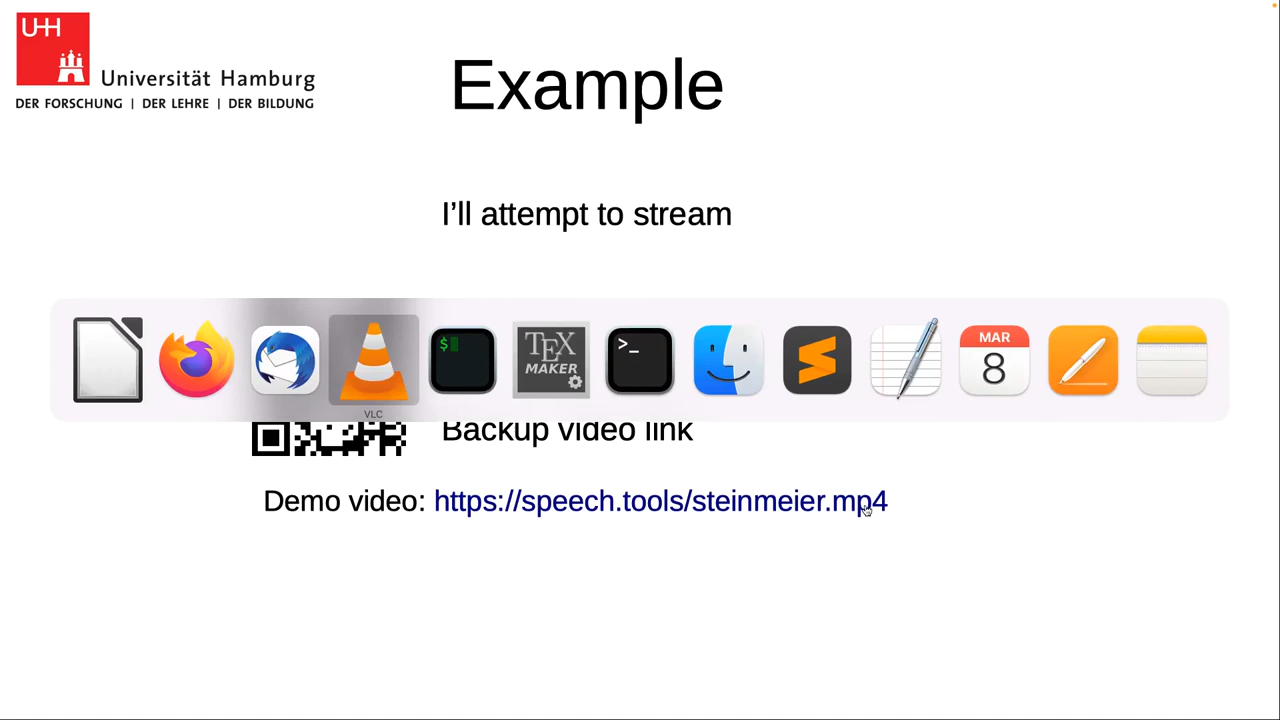 UHH
Universität Hamburg
DER FORSCHUNG | DER LEHRE | DER BILDUNG
Example
I'll attempt to stream
$
TEX
MAKER
>_
MAR
8
VLC
Backup video link
Demo video: https://speech.tools/steinmeier.mp4